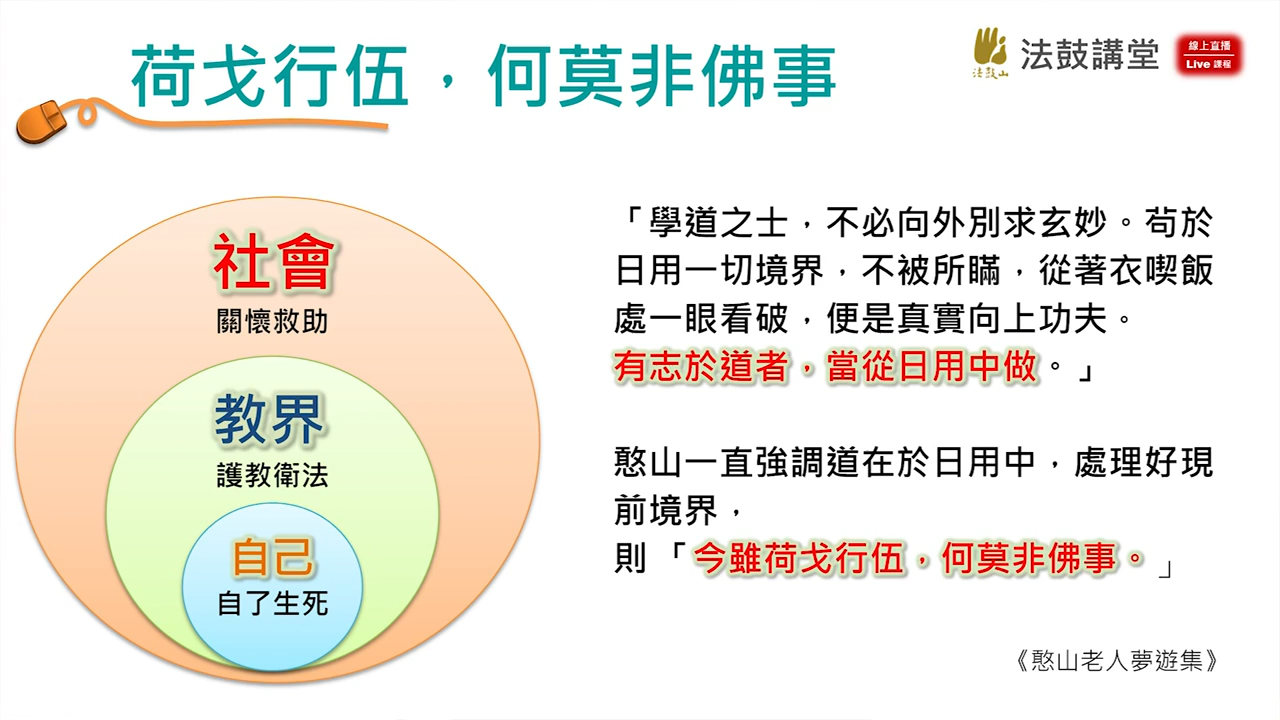 荷戈行伍，何莫非佛事
法鼓山
法鼓講堂
線上直播
Live 課程
社會
關懷救助
教界
護教衛法
自己
自了生死
「學道之士，不必向外別求玄妙。苟於
日用一切境界，不被所瞞，從著衣喫飯
處一眼看破，便是真實向上功夫。
有志於道者，當從日用中做。」
憨山一直強調道在於日用中，處理好現
前境界，
則「今雖荷戈行伍，何莫非佛事。」
《憨山老人夢遊集》